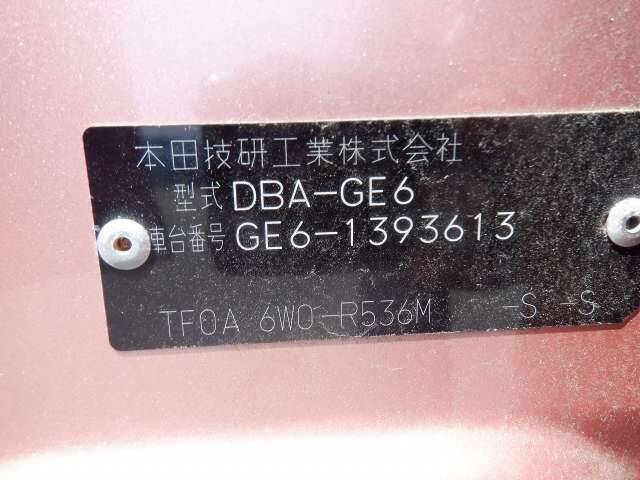 本田技研工業株式会社
型式 DBA-GE6
車台番号 GE6-1393613
TF0A 6W0-R536M -S -S